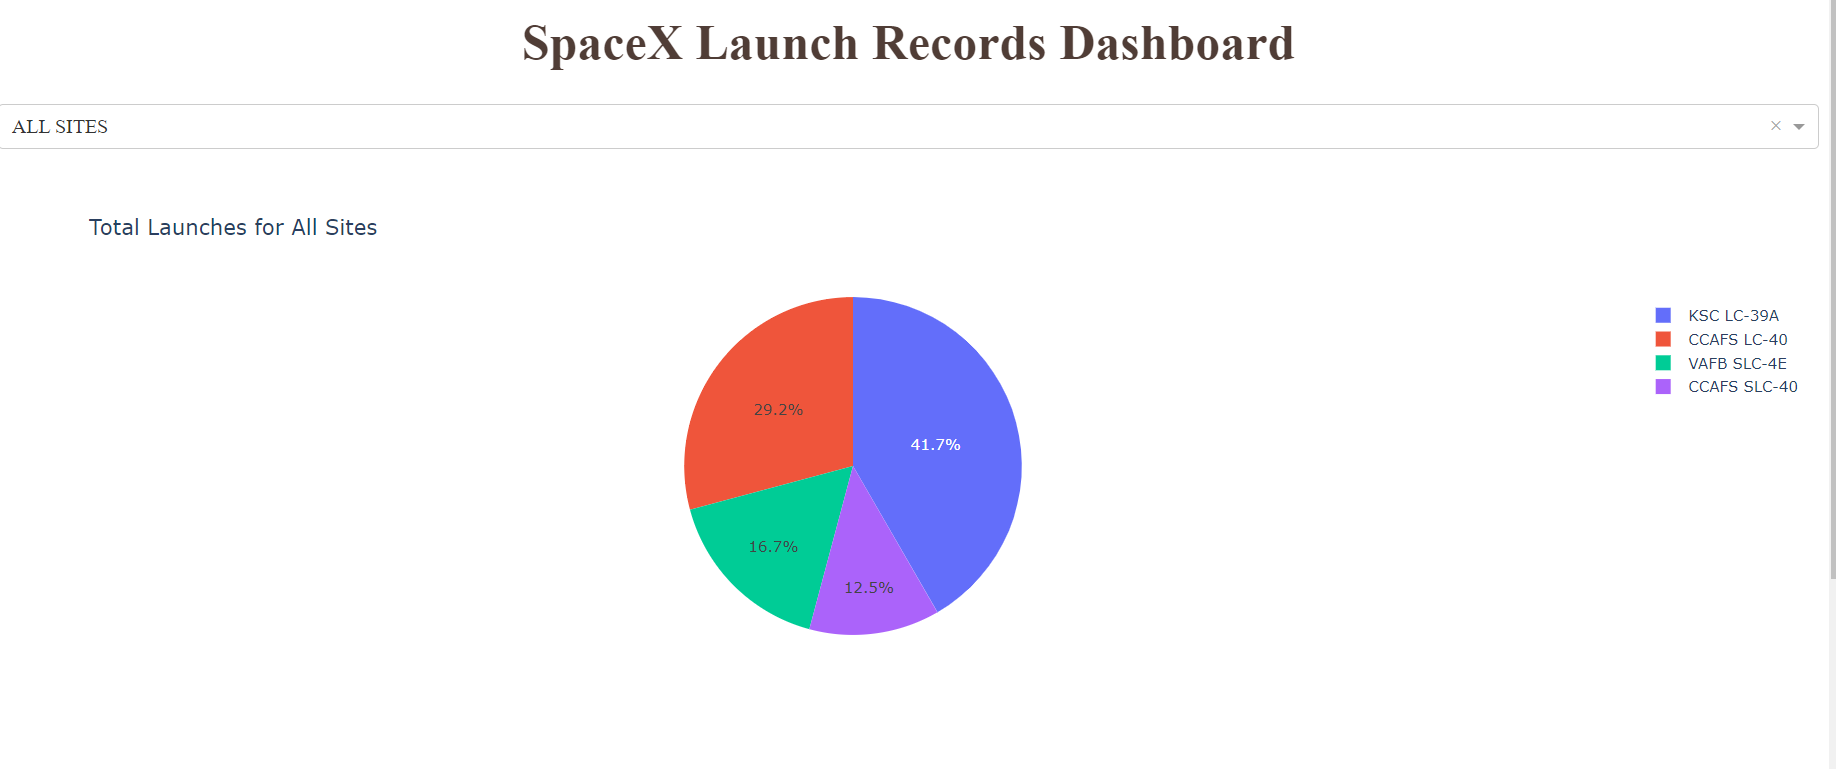 SpaceX Launch Records Dashboard
ALL SITES
×
Total Launches for All Sites
KSC LC-39A
CCAFS LC-40
VAFB SLC-4E
CCAFS SLC-40
29.2%
41.7%
16.7%
12.5%